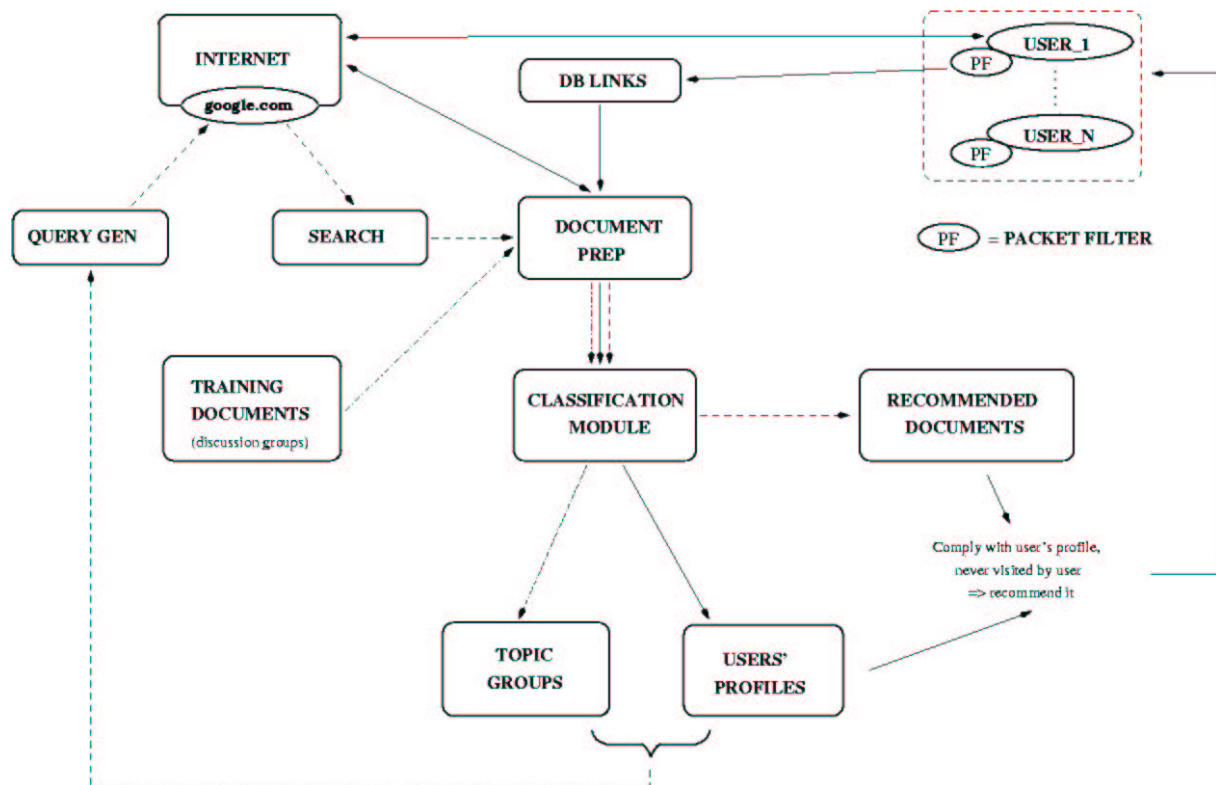 INTERNET
google.com
DB LINKS
USER_1
PF
USER_N
PF
QUERY GEN
SEARCH
DOCUMENT
PREP
PF = PACKET FILTER
TRAINING
DOCUMENTS
(discussion groups)
CLASSIFICATION
MODULE
RECOMMENDED
DOCUMENTS
Comply with user's profile,
never visited by user
=> recommend it
TOPIC
GROUPS
USERS'
PROFILES